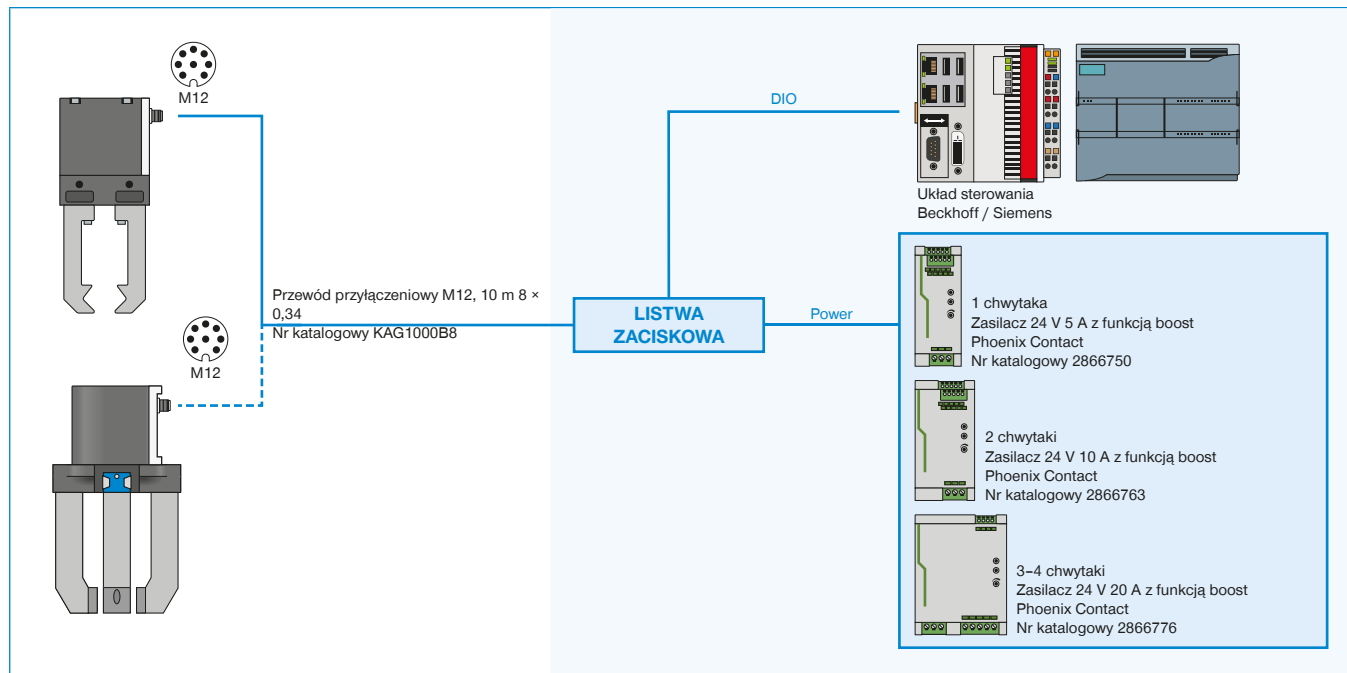 M12
M12
Przewód przyłączeniowy M12, 10 m 8 ×
0,34
Nr katalogowy KAG1000B8
LISTWA
ZACISKOWA
DIO
Power
Układ sterowania
Beckhoff / Siemens
1 chwytaka
Zasilacz 24 V 5 A z funkcją boost
Phoenix Contact
Nr katalogowy 2866750
2 chwytaki
Zasilacz 24 V 10 A z funkcją boost
Phoenix Contact
Nr katalogowy 2866763
3–4 chwytaki
Zasilacz 24 V 20 A z funkcją boost
Phoenix Contact
Nr katalogowy 2866776